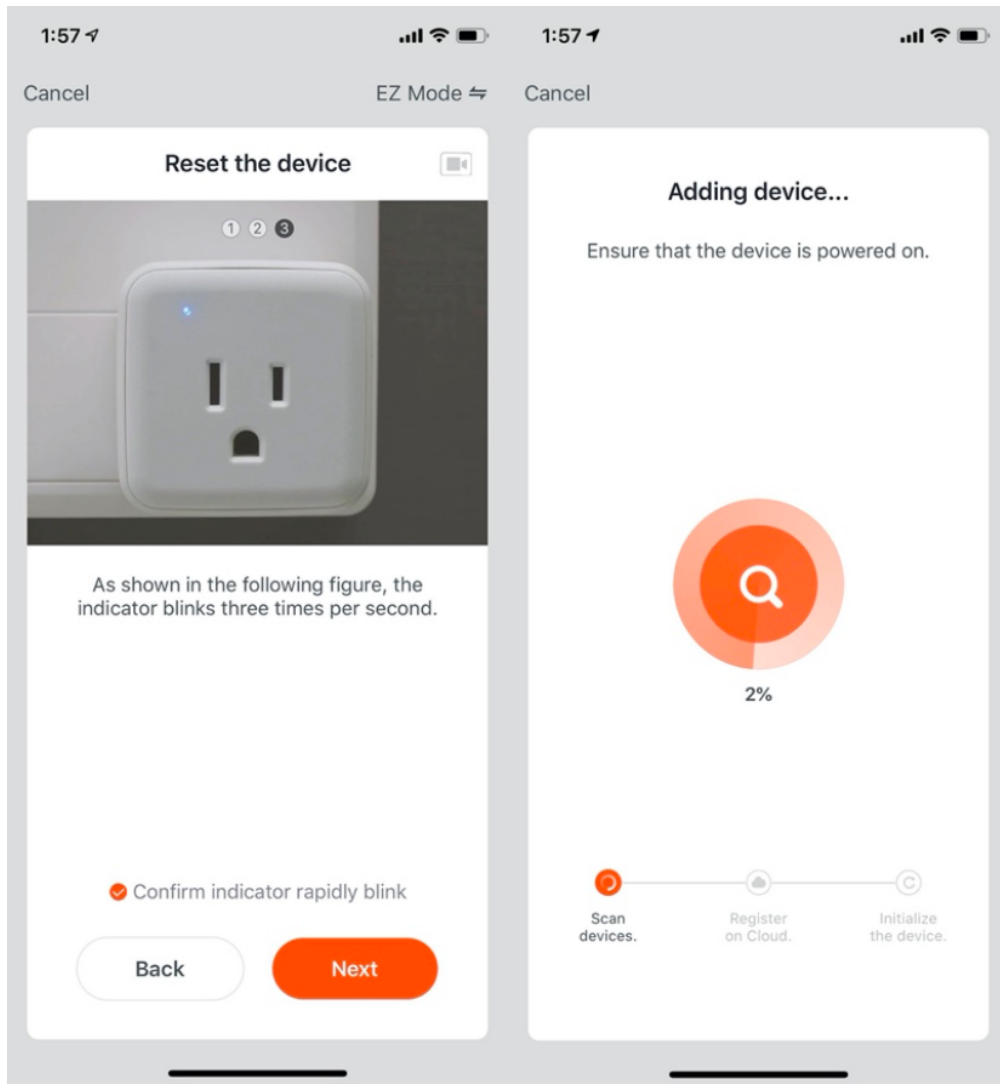 1:57
Cancel
EZ Mode
Reset the device
1 2 3
As shown in the following figure, the
indicator blinks three times per second.
Confirm indicator rapidly blink
Back
Next
1:57
Cancel
Adding device...
Ensure that the device is powered on.
2%
Scan
devices.
Register
on Cloud.
Initialize
the device.